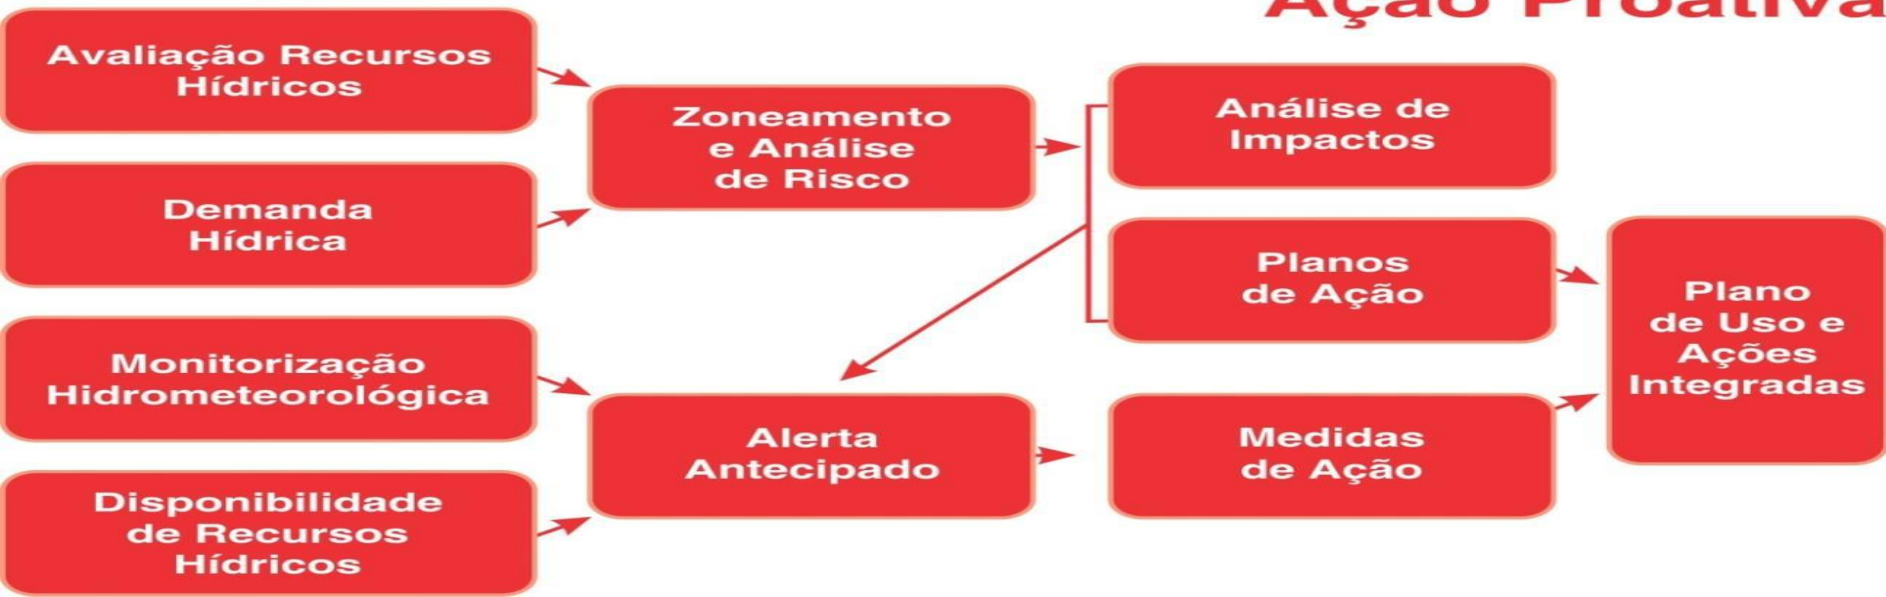 Ação Proativa
Avaliação Recursos
Hídricos
Demanda
Hídrica
Monitorização
Hidrometeorológica
Disponibilidade
de Recursos
Hídricos
Zoneamento
e Análise
de Risco
Alerta
Antecipado
Análise de
Impactos
Planos
de Ação
Medidas
de Ação
Plano
de Uso e
Ações
Integradas